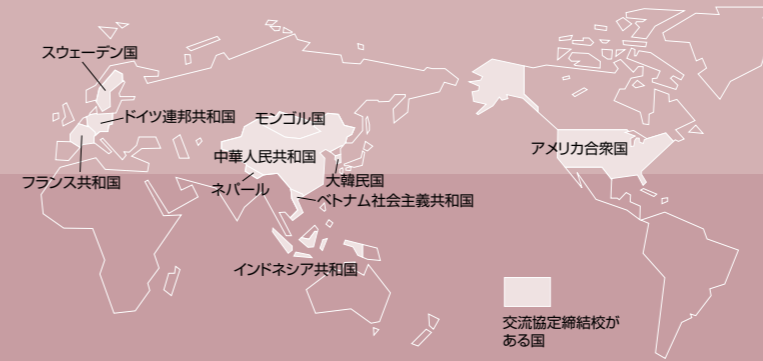 スウェーデン国
ドイツ連邦共和国
モンゴル国
アメリカ合衆国
中華人民共和国
フランス共和国
ネパール
大韓民国
ベトナム社会主義共和国
インドネシア共和国
交流協定締結校が
ある国